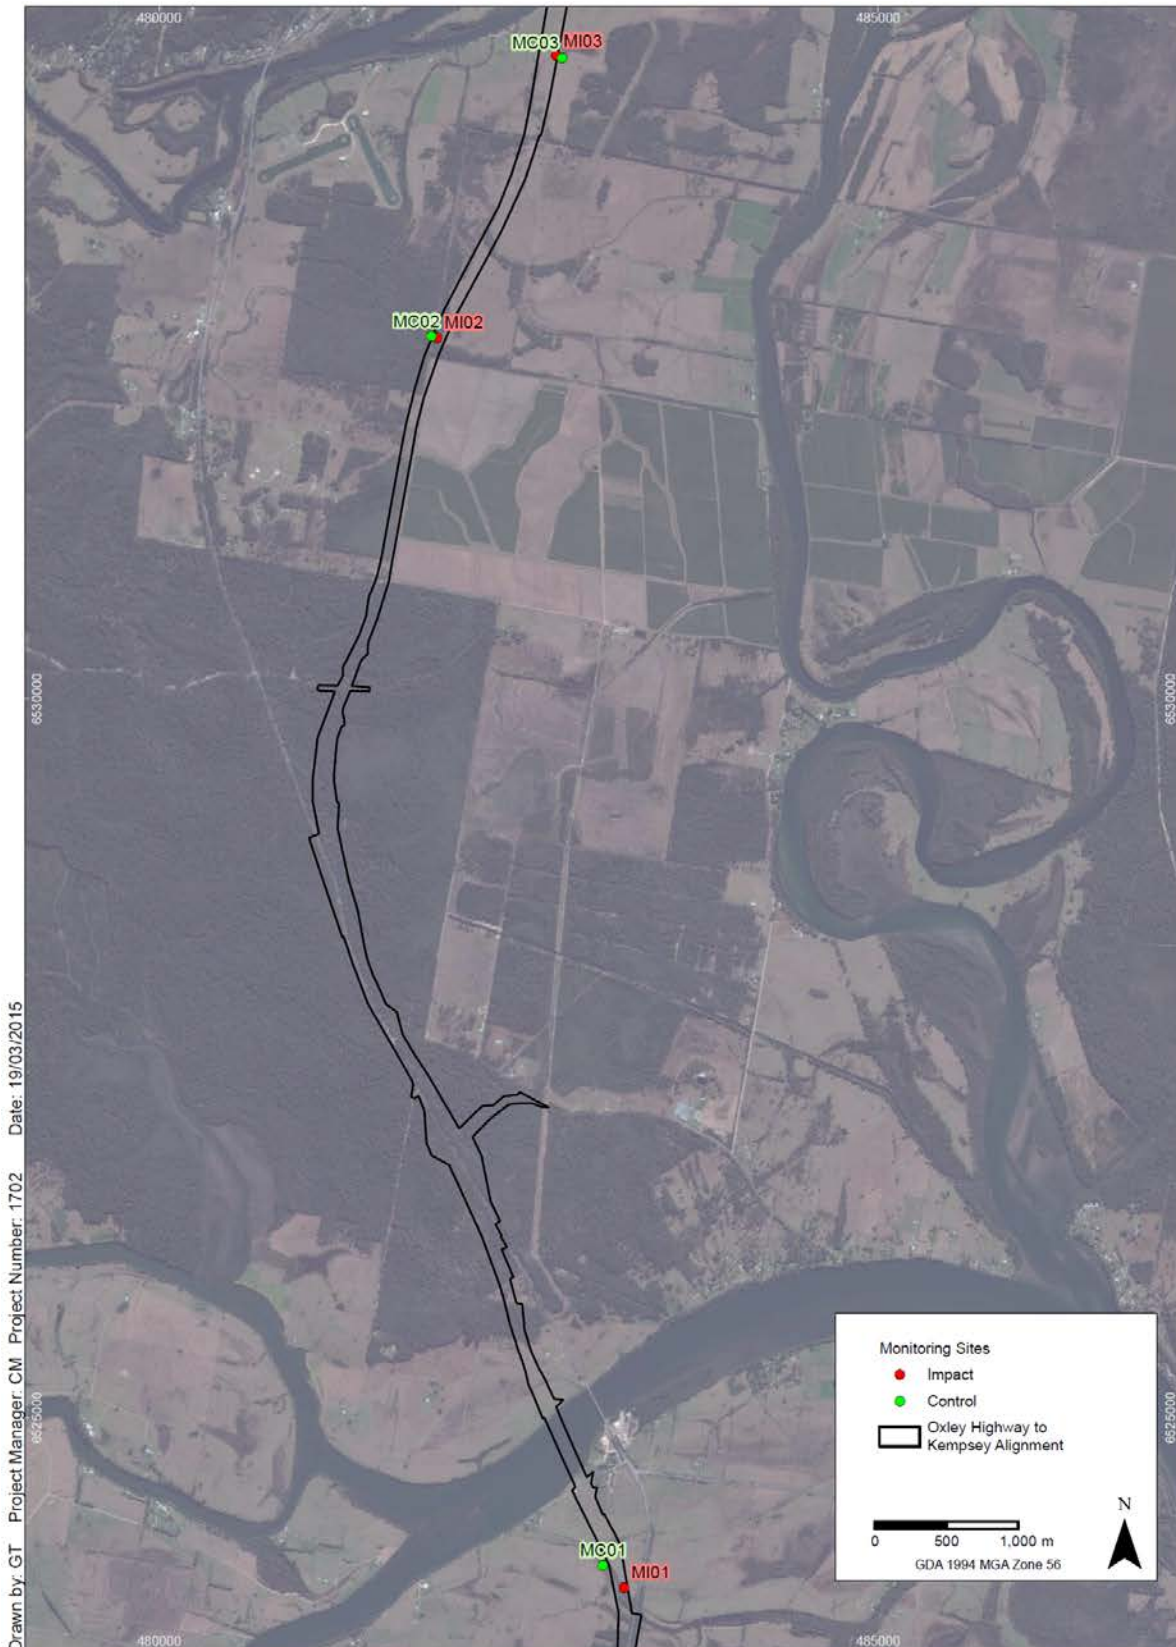 480000
485000
MC03 MI03
MC02 MI02
6530000
6530000
6525000
6525000
MC01
MI01
480000
485000
Monitoring Sites
Impact
Control
Oxley Highway to
Kempsey Alignment
N
0 500 1,000 m
GDA 1994 MGA Zone 56
Drawn by: GT Project Manager: CM Project Number: 1702 Date: 19/03/2015